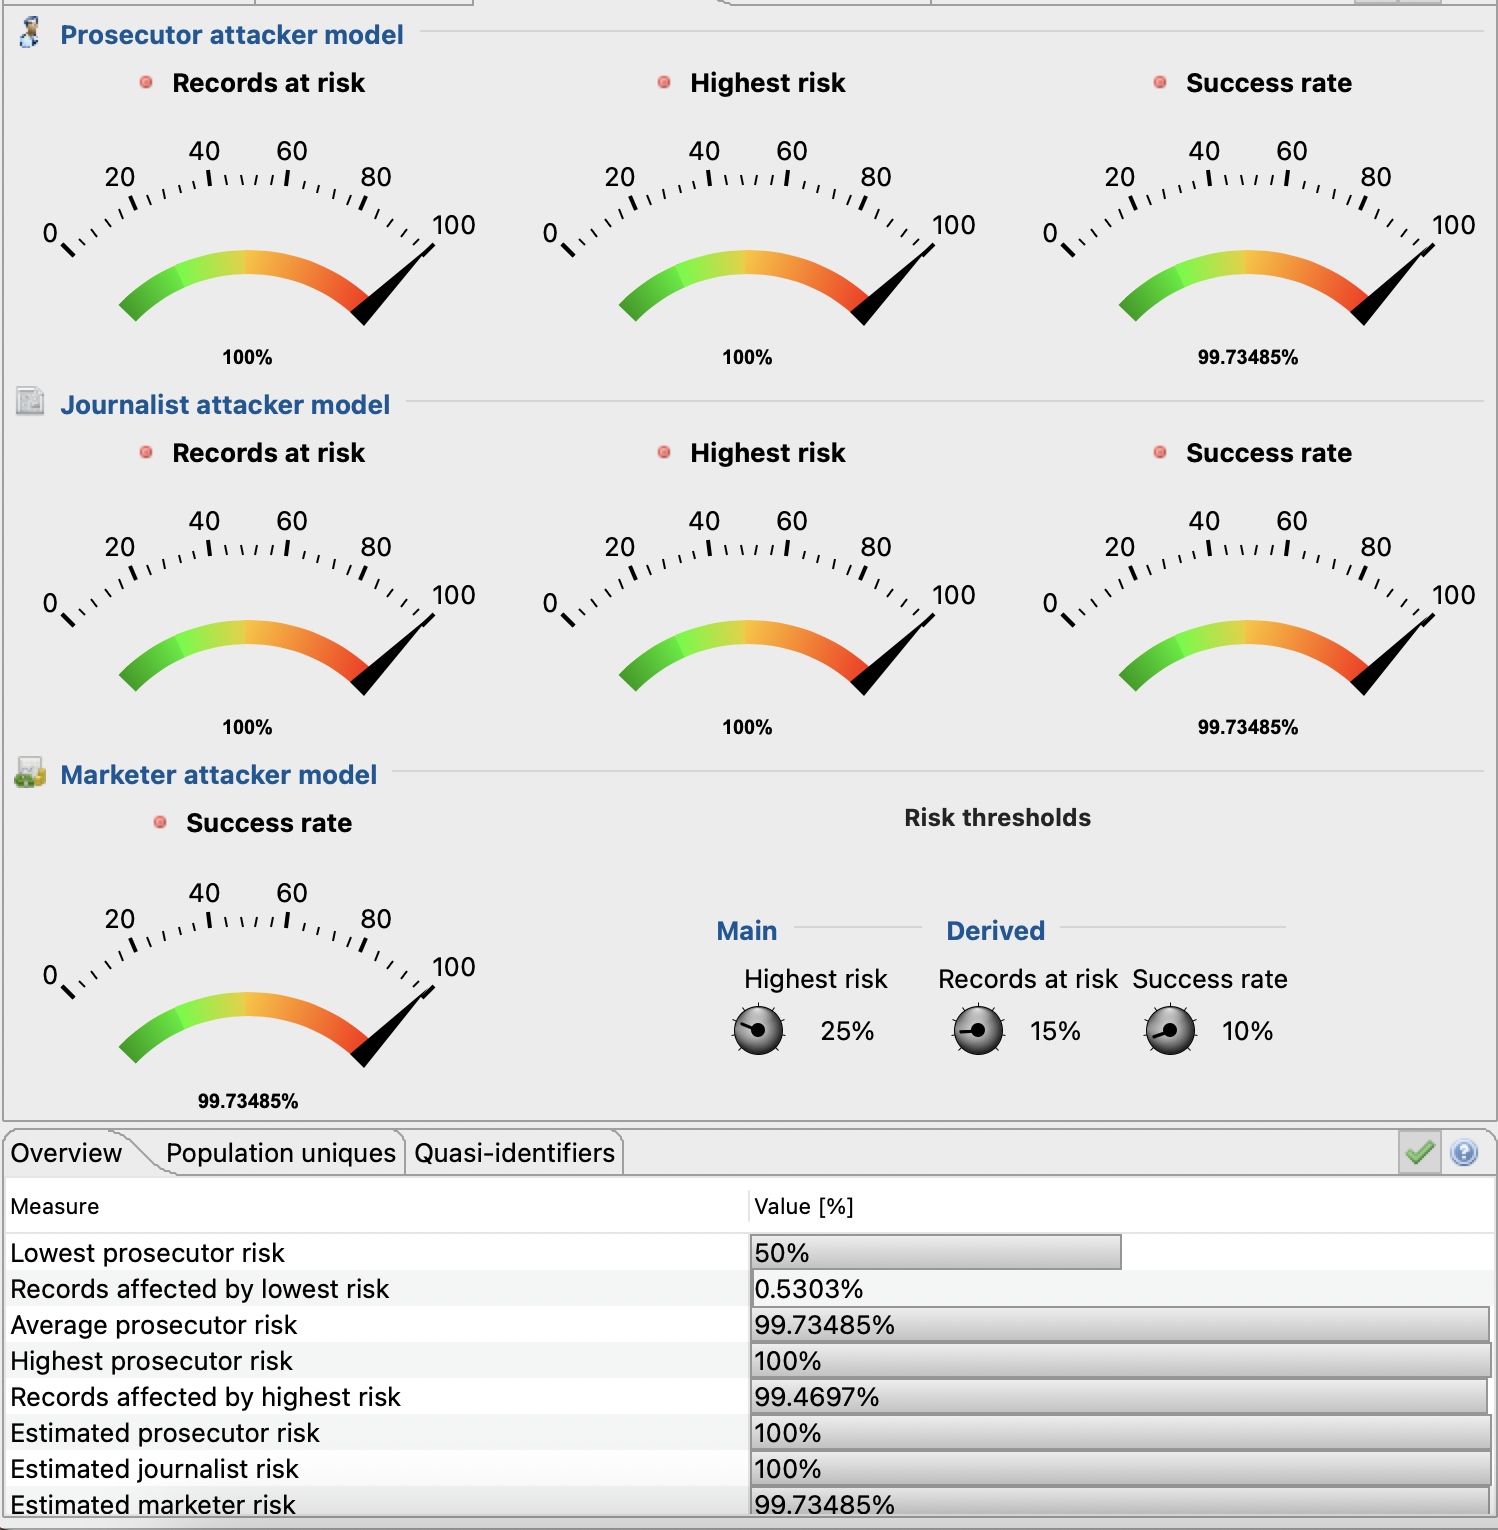 Prosecutor attacker model
Records at risk Highest risk Success rate
0 20 40 60 80 100 0 20 40 60 80 100 0 20 40 60 80 100
100% 100% 99.73485%
Journalist attacker model
Records at risk Highest risk Success rate
0 20 40 60 80 100 0 20 40 60 80 100 0 20 40 60 80 100
100% 100% 99.73485%
Marketer attacker model
Success rate
0 20 40 60 80 100
99.73485%
Risk thresholds
Main Derived
Highest risk Records at risk Success rate
25% 15% 10%
Overview Population uniques Quasi-identifiers
Measure Value [%]
Lowest prosecutor risk 50%
Records affected by lowest risk 0.5303%
Average prosecutor risk 99.73485%
Highest prosecutor risk 100%
Records affected by highest risk 99.4697%
Estimated prosecutor risk 100%
Estimated journalist risk 100%
Estimated marketer risk 99.73485%